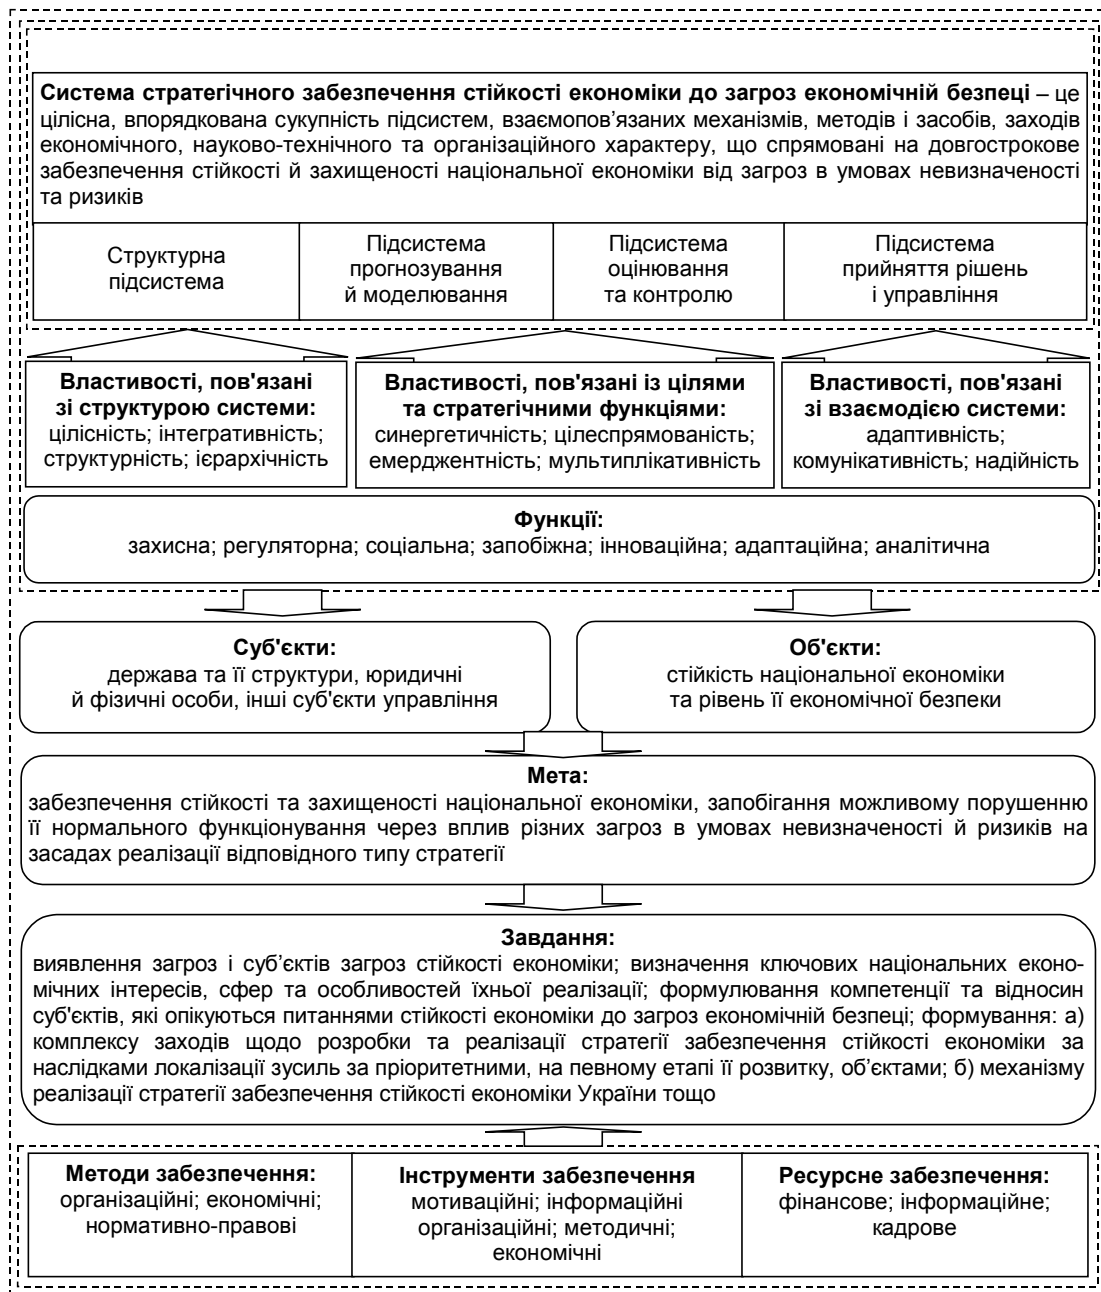 Система стратегічного забезпечення стійкості економіки до загроз економічній безпеці – це
цілісна, впорядкована сукупність підсистем, взаємопов’язаних механізмів, методів і засобів, заходів
економічного, науково-технічного та організаційного характеру, що спрямовані на довгострокове
забезпечення стійкості й захищеності національної економіки від загроз в умовах невизначеності
та ризиків
Структурна
підсистема
Підсистема
прогнозування
й моделювання
Підсистема
оцінювання
та контролю
Підсистема
прийняття рішень
і управління
Властивості, пов'язані
зі структурою системи:
цілісність; інтегративність;
структурність; ієрархічність
Властивості, пов'язані із цілями
та стратегічними функціями:
синергетичність; цілеспрямованість;
емерджентність; мультиплікативність
Властивості, пов'язані
зі взаємодією системи:
адаптивність;
комунікативність; надійність
Функції:
захисна; регуляторна; соціальна; запобіжна; інноваційна; адаптаційна; аналітична
Суб'єкти:
держава та її структури, юридичні
й фізичні особи, інші суб'єкти управління
Об'єкти:
стійкість національної економіки
та рівень її економічної безпеки
Мета:
забезпечення стійкості та захищеності національної економіки, запобігання можливому порушенню
її нормального функціонування через вплив різних загроз в умовах невизначеності й ризиків на
засадах реалізації відповідного типу стратегії
Завдання:
виявлення загроз і суб’єктів загроз стійкості економіки; визначення ключових національних еконо-
мічних інтересів, сфер та особливостей їхньої реалізації; формулювання компетенції та відносин
суб'єктів, які опікуються питаннями стійкості економіки до загроз економічній безпеці; формування: а)
комплексу заходів щодо розробки та реалізації стратегії забезпечення стійкості економіки за
наслідками локалізації зусиль за пріоритетними, на певному етапі її розвитку, об’єктами; б) механізму
реалізації стратегії забезпечення стійкості економіки України тощо
Методи забезпечення:
організаційні; економічні;
нормативно-правові
Інструменти забезпечення
мотиваційні; інформаційні
організаційні; методичні;
економічні
Ресурсне забезпечення:
фінансове; інформаційне;
кадрове